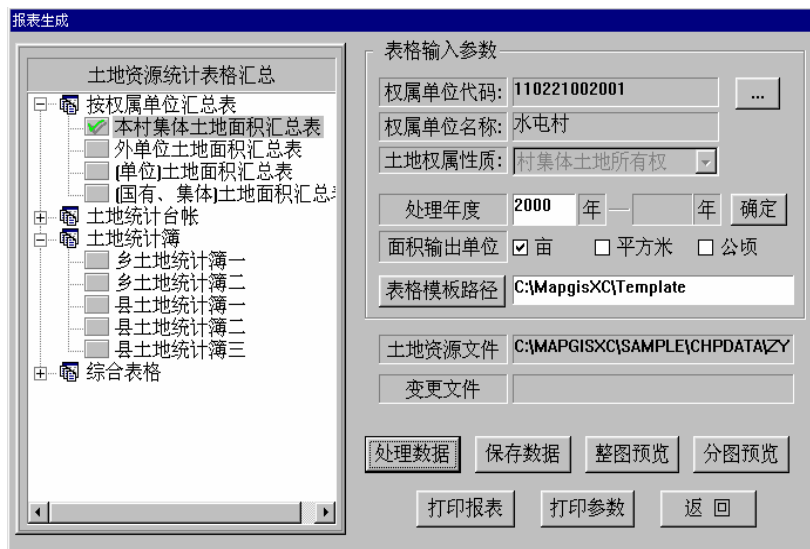 报表生成
土地资源统计表格汇总
按权属单位汇总表
本村集体土地面积汇总表
外单位土地面积汇总表
(单位)土地面积汇总表
(国有、集体)土地面积汇总
土地统计台帐
土地统计簿
乡土地统计簿一
乡土地统计簿二
县土地统计簿一
县土地统计簿二
县土地统计簿三
综合表格
表格输入参数
权属单位代码: 110221002001 ...
权属单位名称: 水屯村
土地权属性质: 村集体土地所有权
处理年度 2000 年 — 年 确定
面积输出单位 亩 平方米 公顷
表格模板路径 C:\MapgisXC\Template
土地资源文件 C:\MAPGISXC\SAMPLE\CHPDATA\ZY
变更文件
处理数据 保存数据 整图预览 分图预览
打印报表 打印参数 返 回